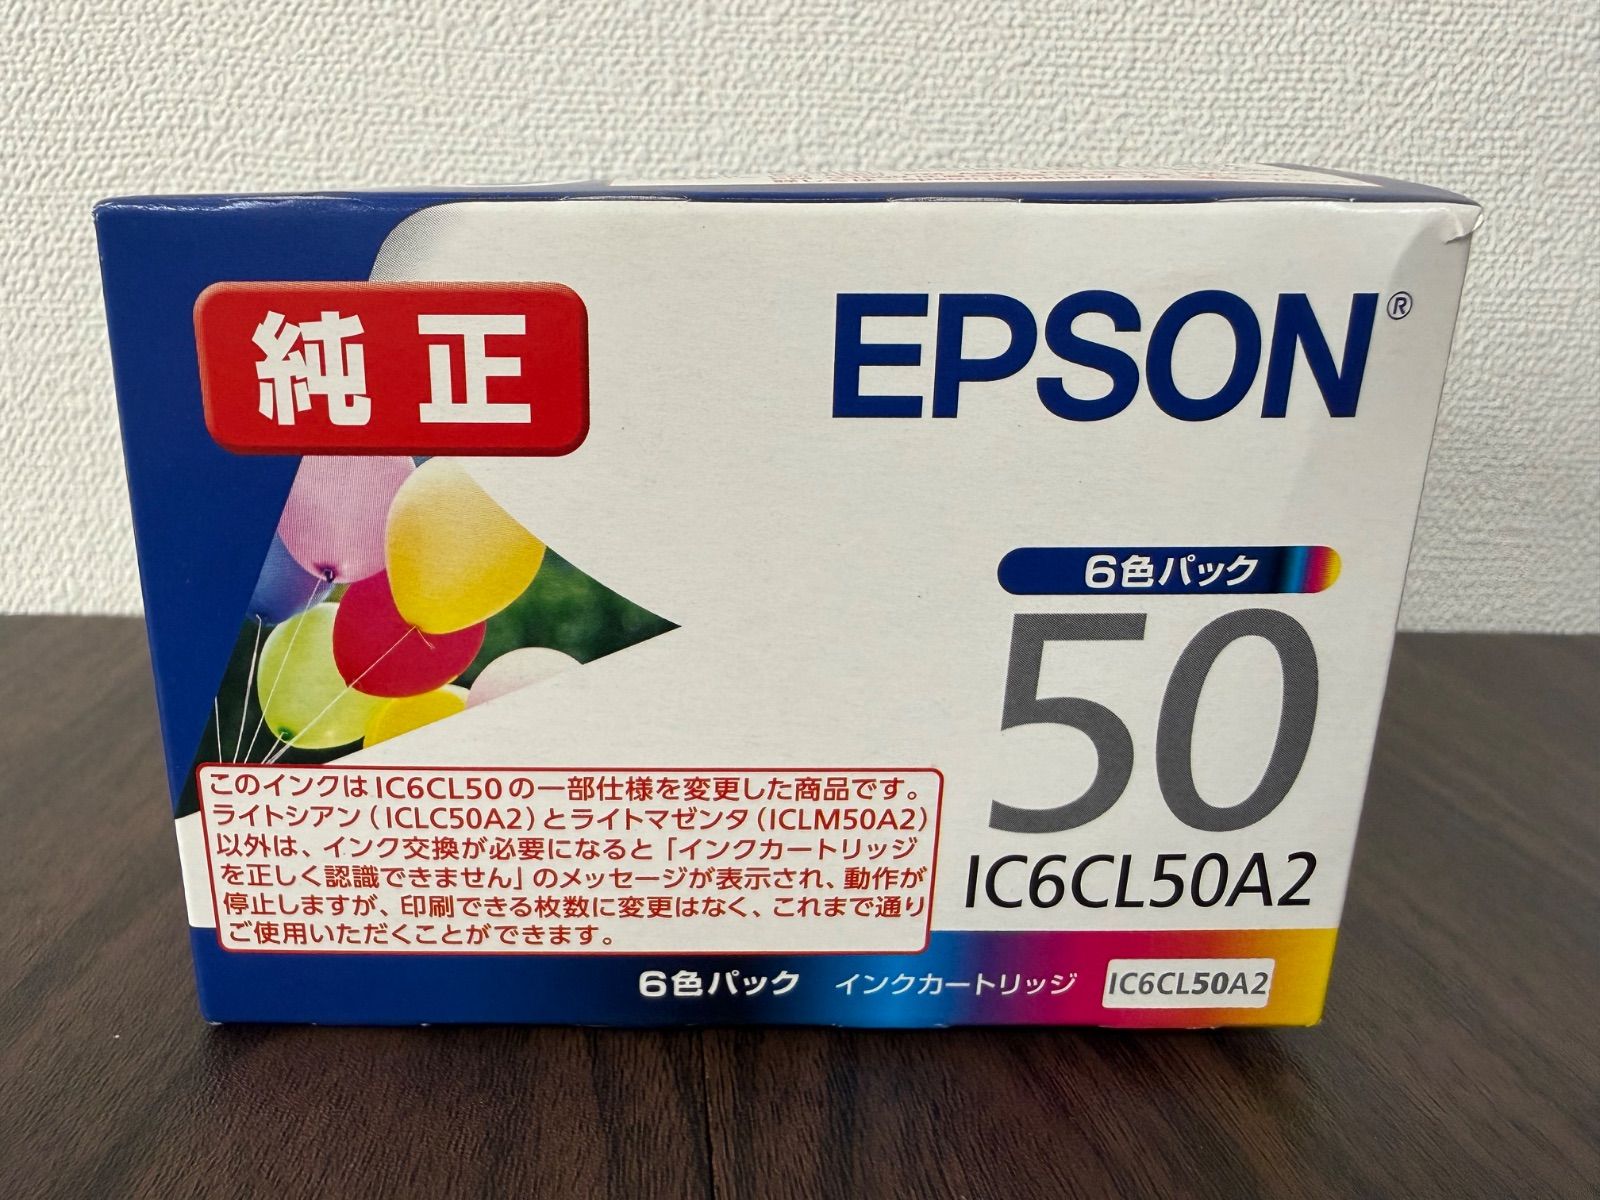 純正
EPSON®
6色パック
50
IC6CL50A2
このインクはIC6CL50の一部仕様を変更した商品です。
ライトシアン(ICLC50A2)とライトマゼンタ(ICLM50A2)
以外は、インク交換が必要になると「インクカートリッジ
を正しく認識できません」のメッセージが表示され、動作が
停止しますが、印刷できる枚数に変更はなく、これまで通り
ご使用いただくことができます。
6色パック インクカートリッジ IC6CL50A2